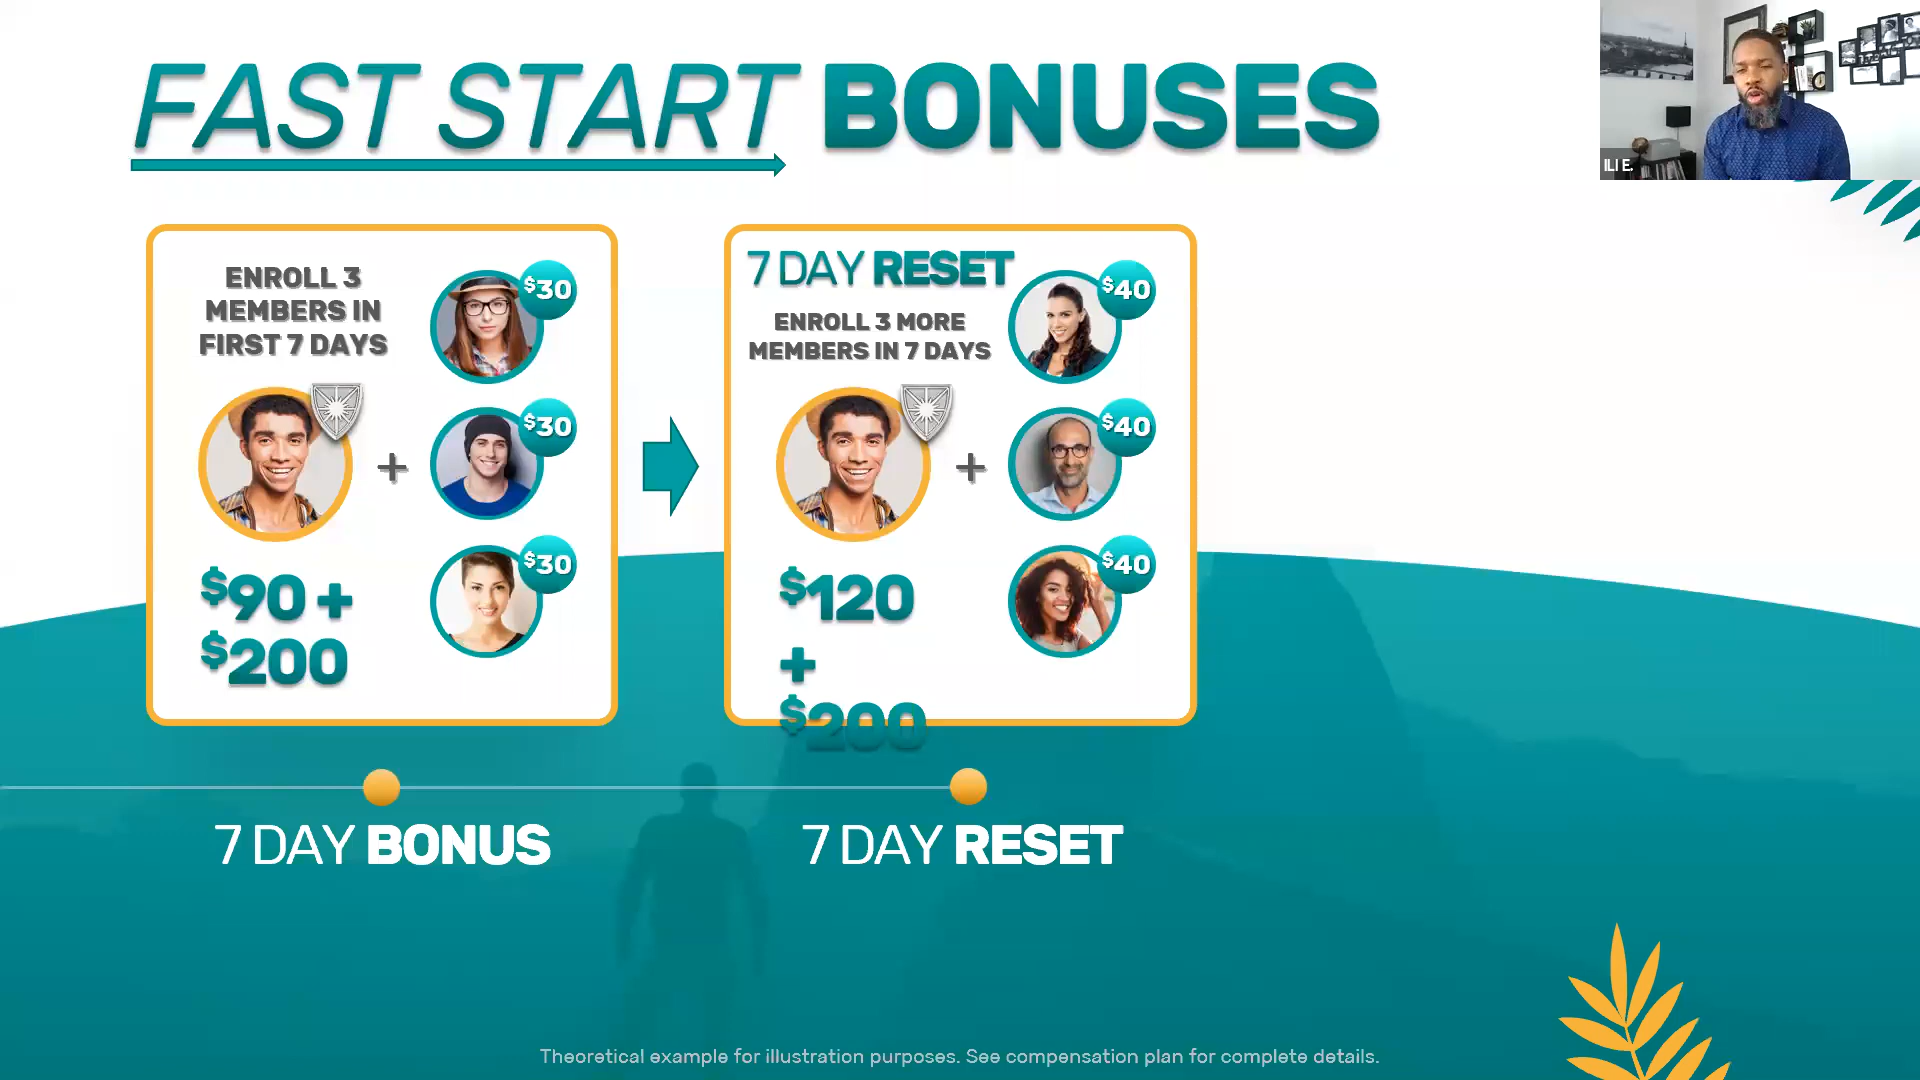 FAST START BONUSES
ILI E.
ENROLL 3
MEMBERS IN
FIRST 7 DAYS
$30
$30
$30
+
$90 +
$200
7 DAY RESET
ENROLL 3 MORE
MEMBERS IN 7 DAYS
$40
$40
$40
+
$120
+
$200
7 DAY BONUS
7 DAY RESET
Theoretical example for illustration purposes. See compensation plan for complete details.